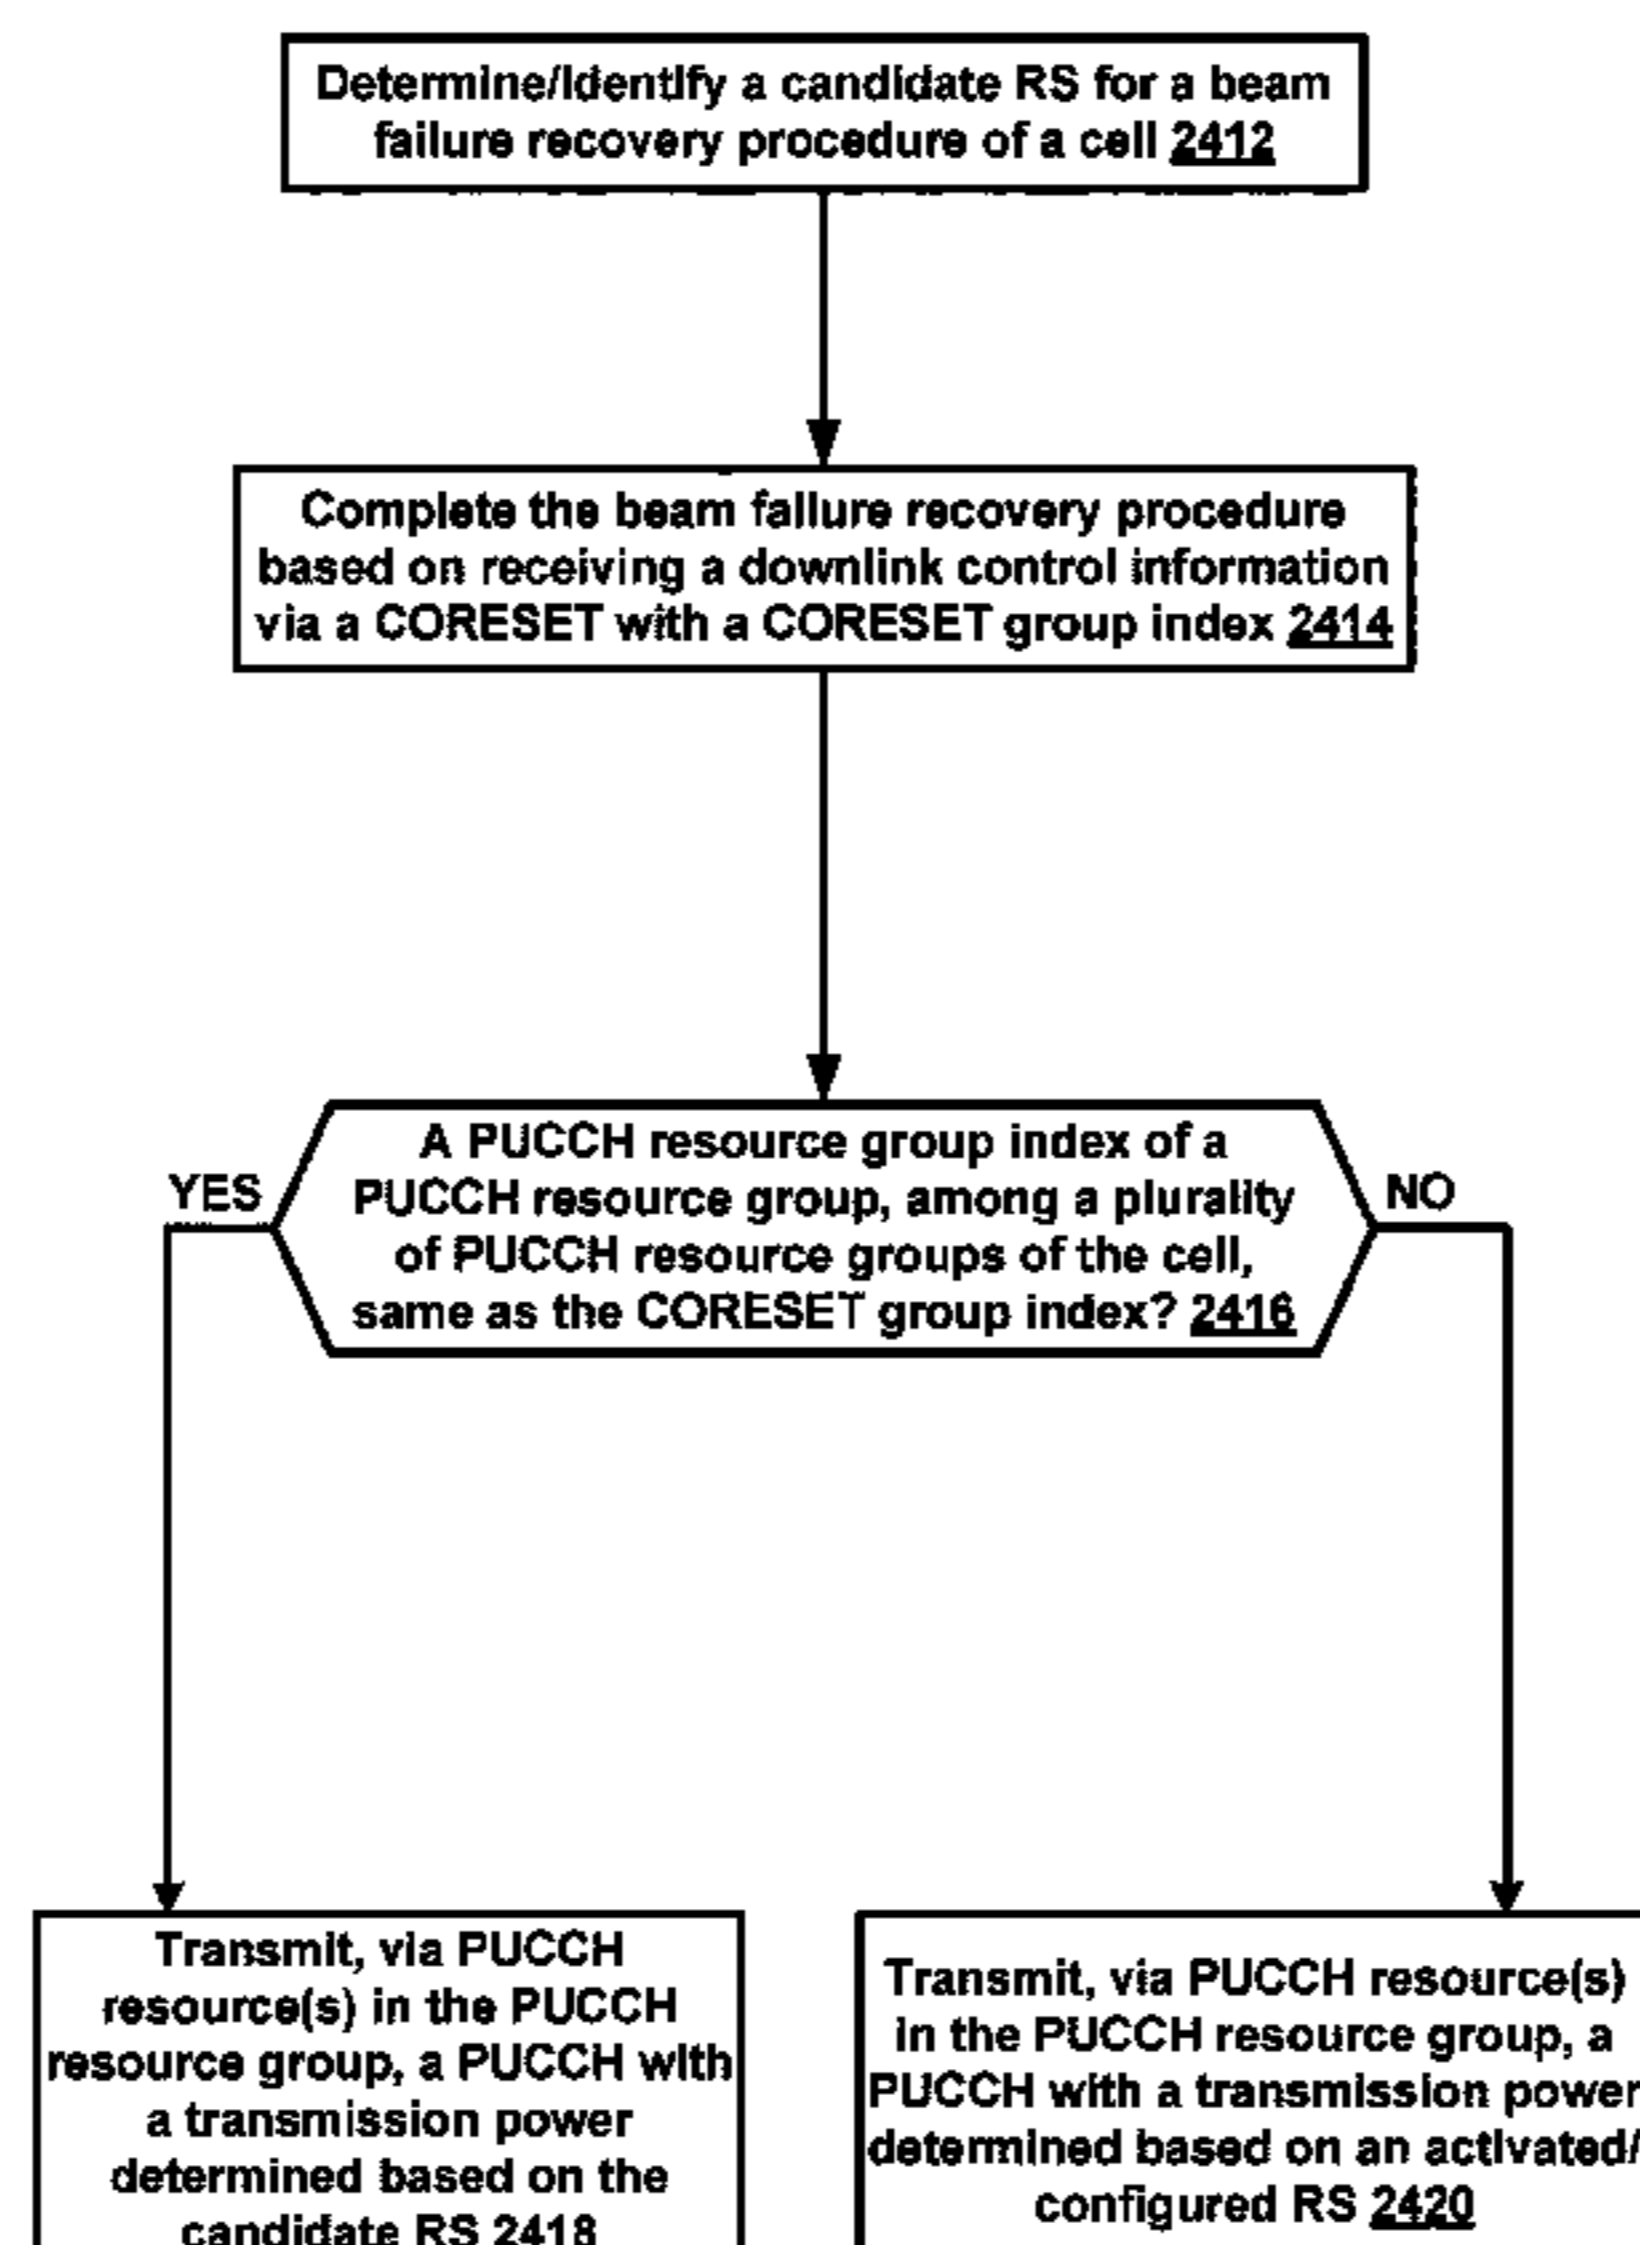 Determine/identify a candidate RS for a beam
failure recovery procedure of a cell 2412
Complete the beam failure recovery procedure
based on receiving a downlink control information
via a CORESET with a CORESET group index 2414
A PUCCH resource group index of a
PUCCH resource group, among a plurality
of PUCCH resource groups of the cell,
same as the CORESET group index? 2416
YES
NO
Transmit, via PUCCH
resource(s) in the PUCCH
resource group, a PUCCH with
a transmission power
determined based on the
candidate RS 2418
Transmit, via PUCCH resource(s)
in the PUCCH resource group, a
PUCCH with a transmission power
determined based on an activated/
configured RS 2420